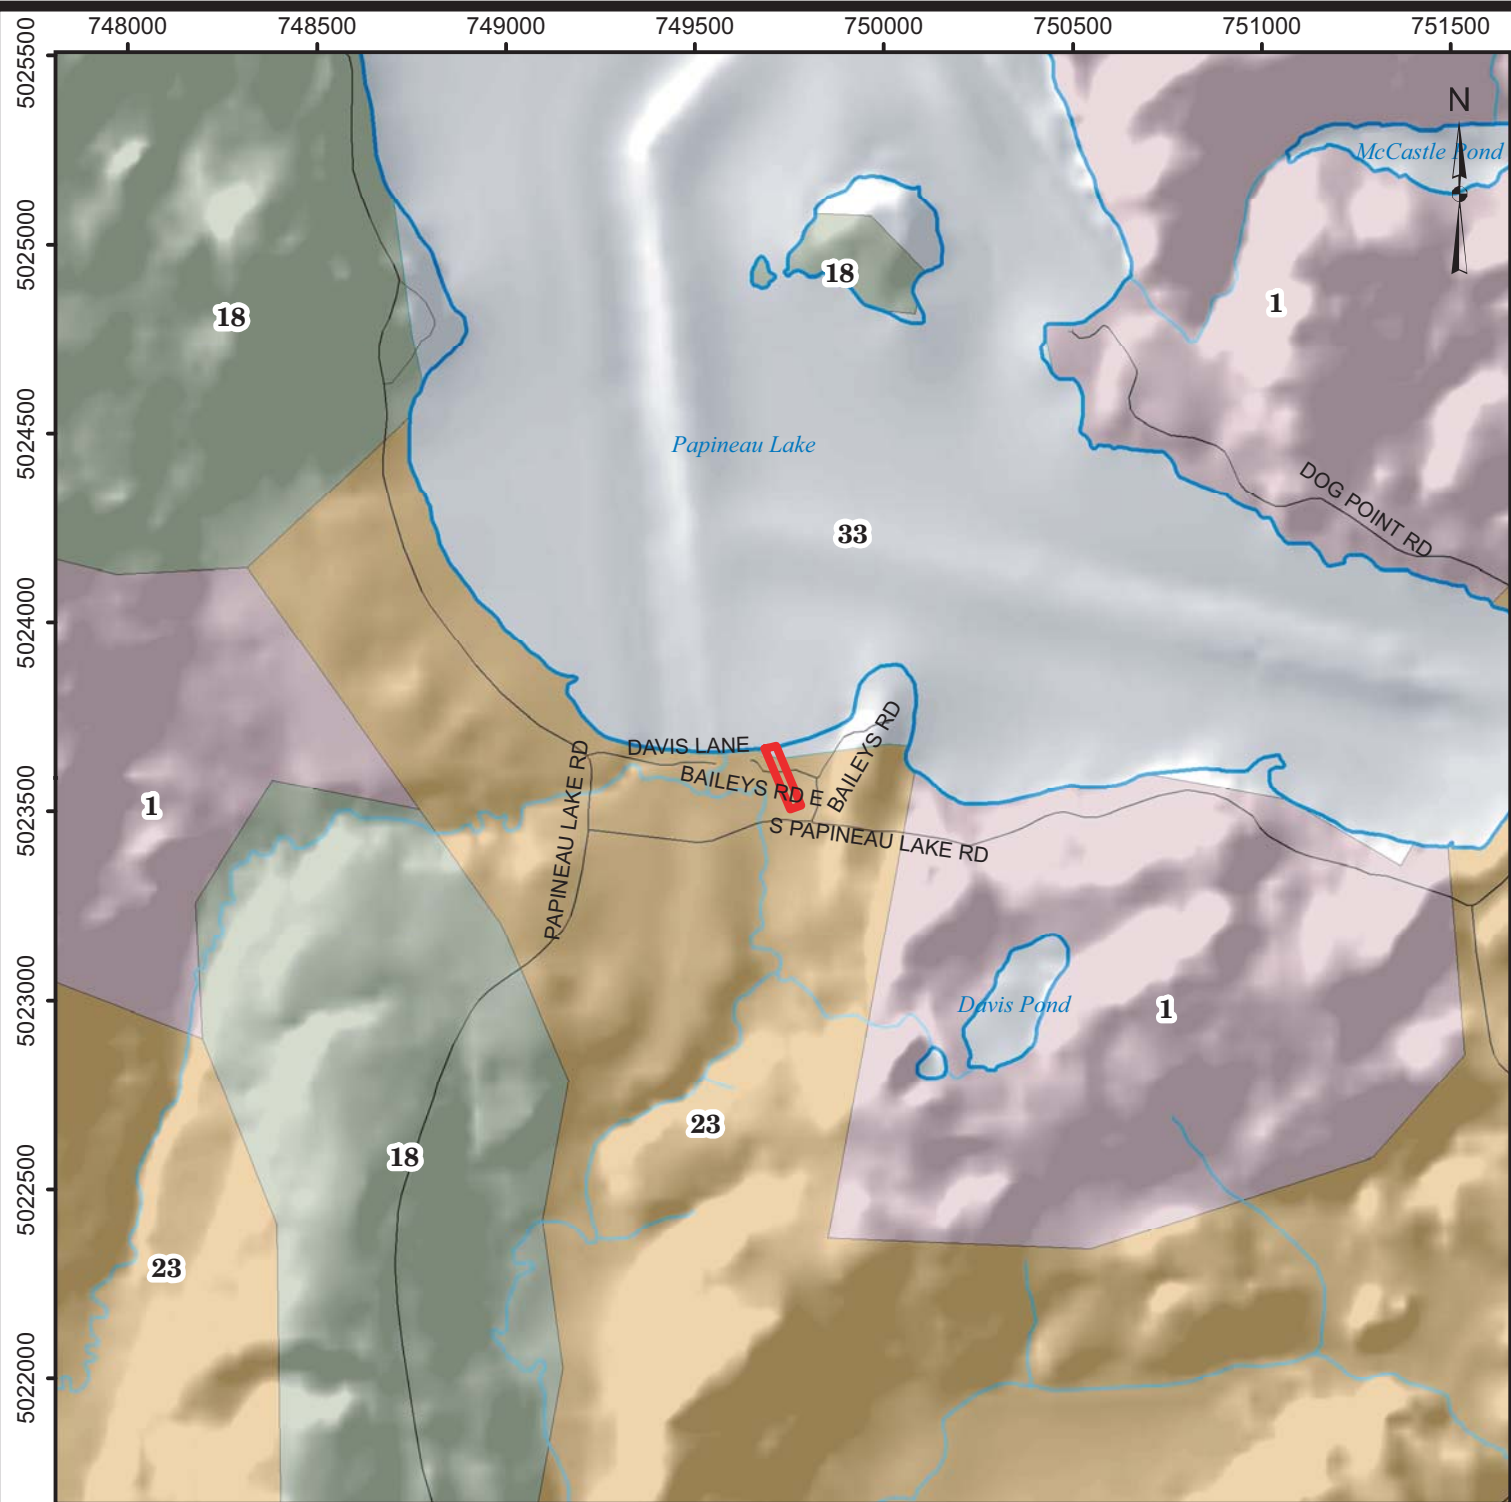 748000 748500 749000 749500 750000 750500 751000 751500
5025500
N
McCastle Pond
5025000
18
1
18
5024500
Papineau Lake
DOG POINT RD
33
5024000
DAVIS LANE
BAILEYS RD
BAILEYS RD E
PAPINEAU LAKE RD
S PAPINEAU LAKE RD
5023500
1
5023000
Davis Pond
1
23
18
5022500
23
5022000